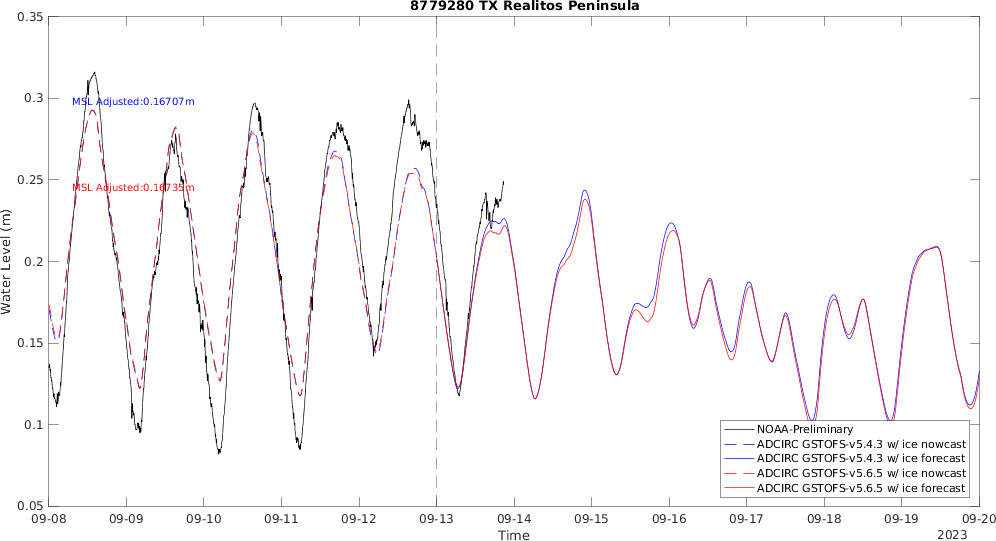 8779280 TX Realitos Peninsula
0.35
0.3
0.25
0.2
0.15
0.1
0.05
Water Level (m)
MSL Adjusted:0.16707m
MSL Adjusted:0.16735m
NOAA-Preliminary
ADCIRC GSTOFS-v5.4.3 w/ ice nowcast
ADCIRC GSTOFS-v5.4.3 w/ ice forecast
ADCIRC GSTOFS-v5.6.5 w/ ice nowcast
ADCIRC GSTOFS-v5.6.5 w/ ice forecast
09-08 09-09 09-10 09-11 09-12 09-13 09-14 09-15 09-16 09-17 09-18 09-19 09-20
Time
2023